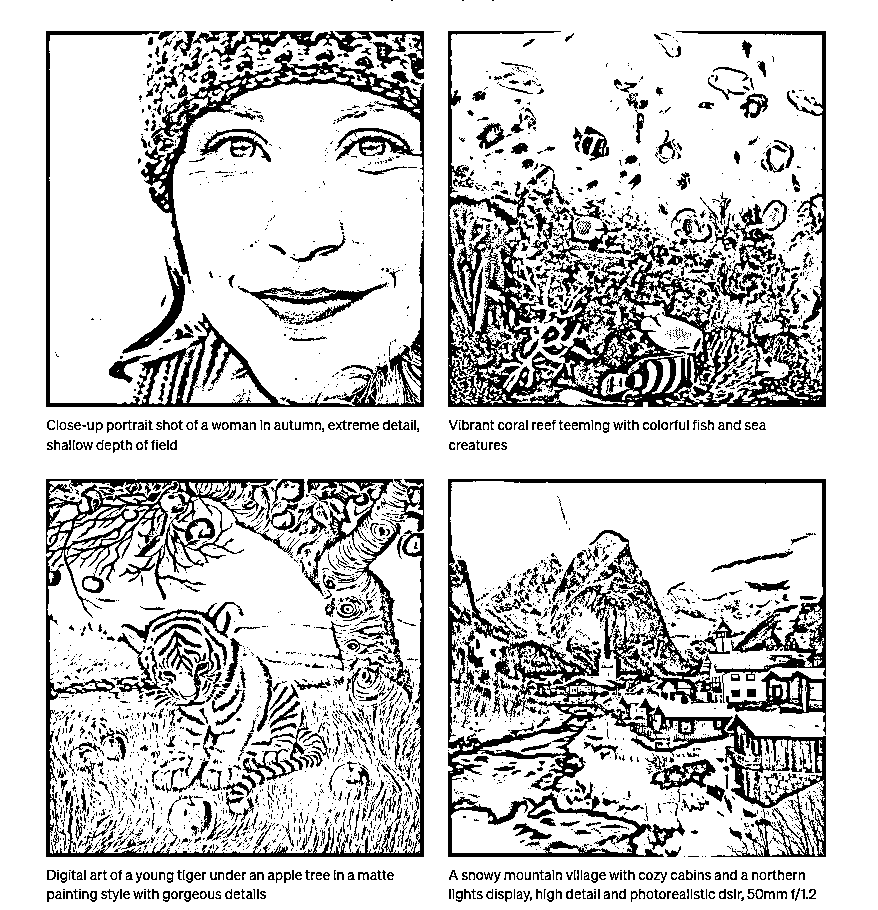 Close-up portrait shot of a woman in autumn, extreme detail,
shallow depth of field
Vibrant coral reef teeming with colorful fish and sea
creatures
Digital art of a young tiger under an apple tree in a matte
painting style with gorgeous details
A snowy mountain village with cozy cabins and a northern
lights display, high detail and photorealistic dslr, 50mm f/1.2